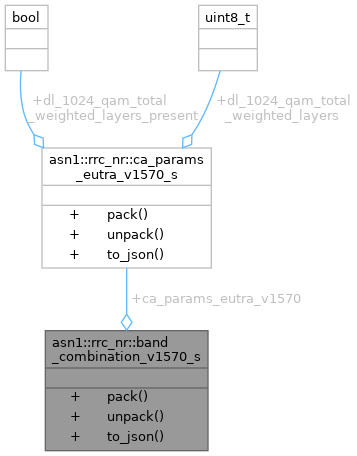 bool
uint8_t
+dl_1024_qam_total
_weighted_layers_present
+dl_1024_qam_total
_weighted_layers
asn1::rrc_nr::ca_params
_eutra_v1570_s
+ pack()
+ unpack()
+ to_json()
+ca_params_eutra_v1570
asn1::rrc_nr::band
_combination_v1570_s
+ pack()
+ unpack()
+ to_json()